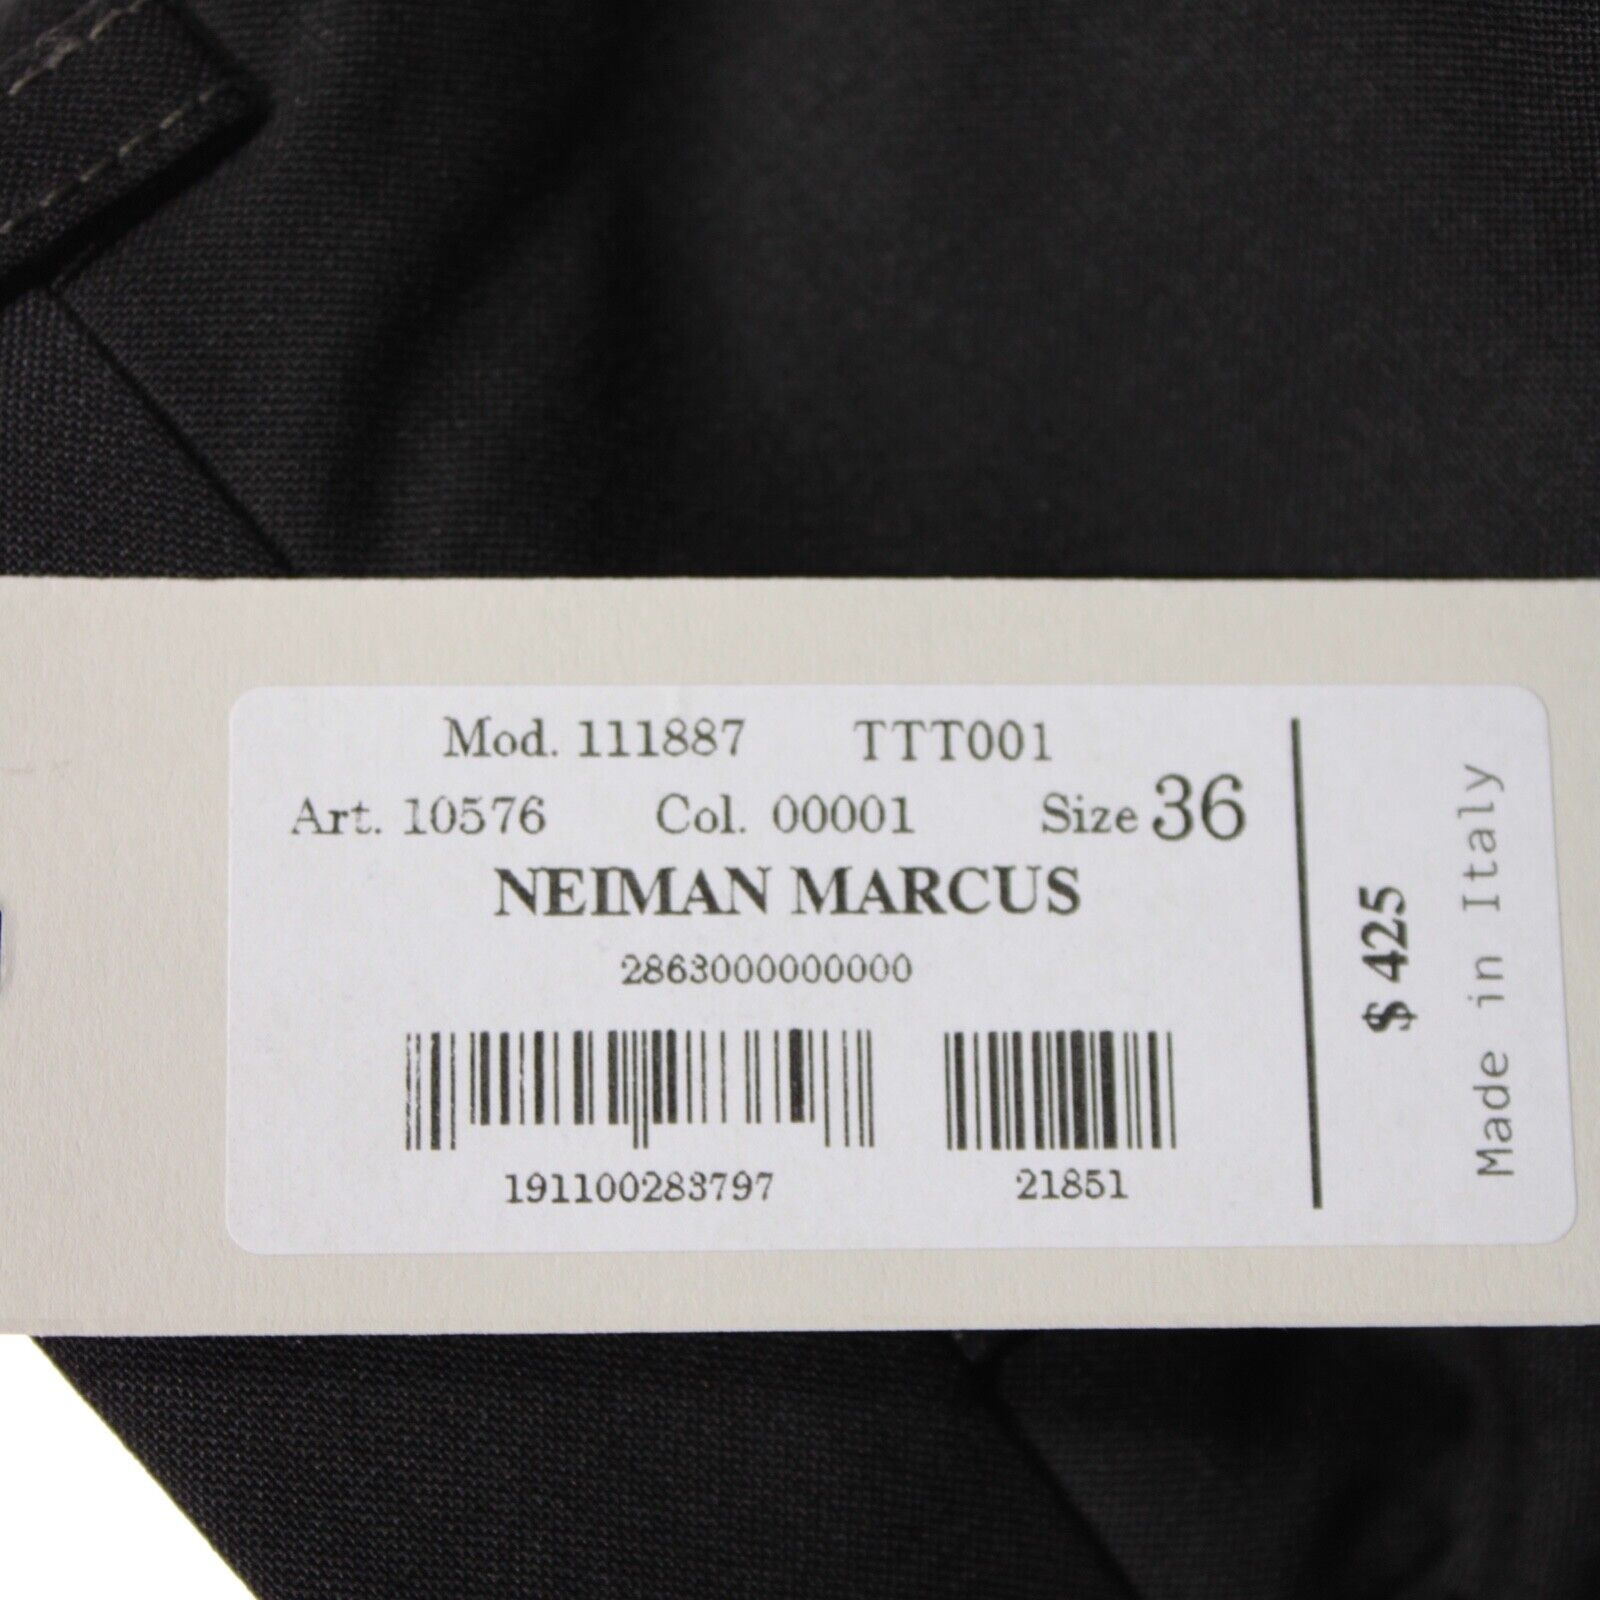 Mod. 111887 TTT001
Art. 10576 Col. 00001 Size 36
NEIMAN MARCUS
2863000000000
191100283797 21851
$ 425
Made in Italy